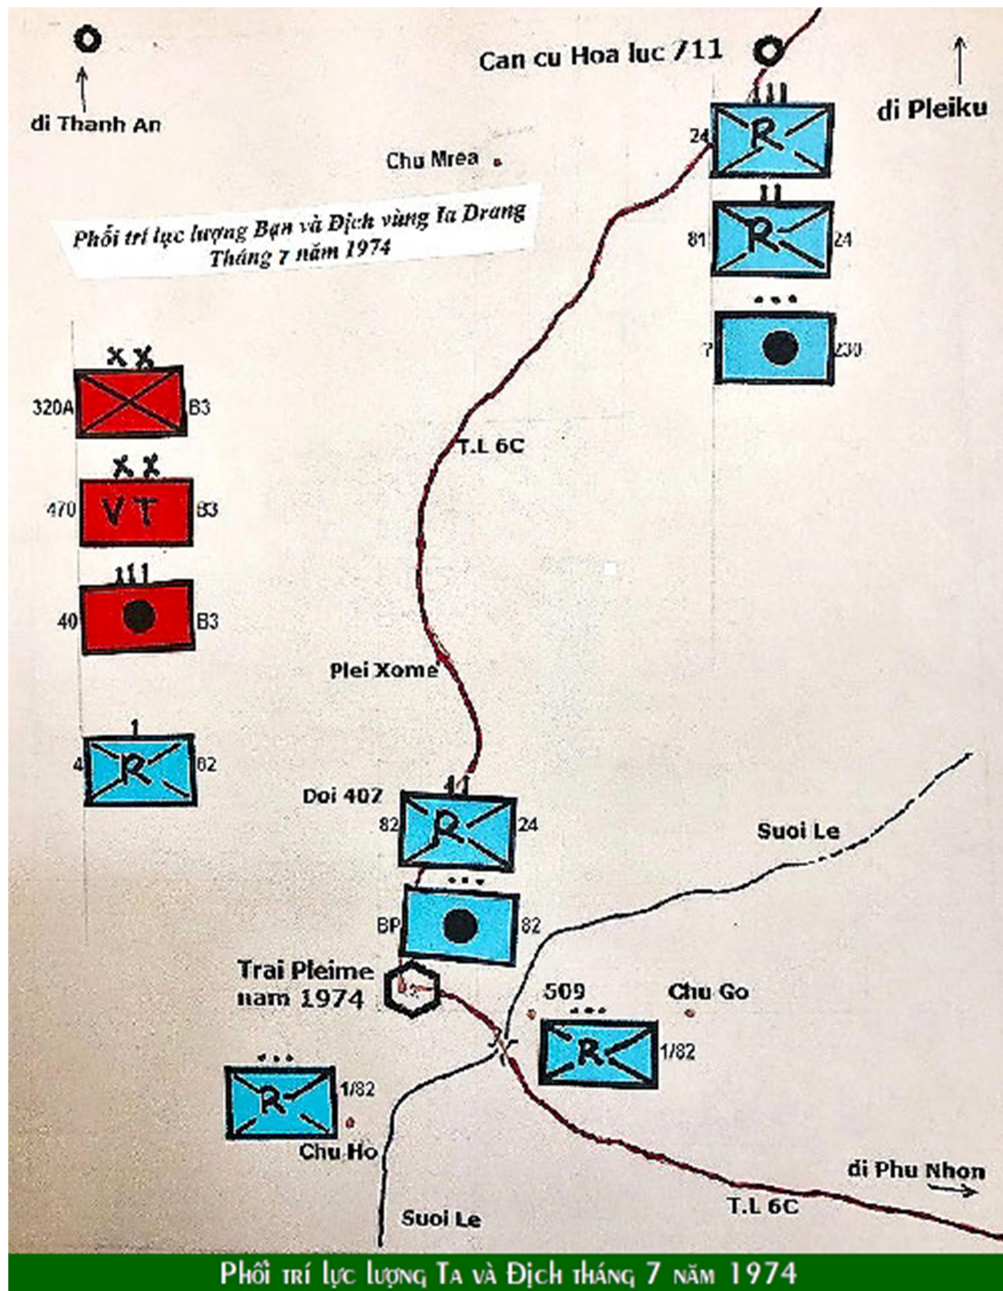 Can cu Hoa luc 711
di Thanh An
di Pleiku
Chu Mrea
24
R
Phối trí lực lượng Bạn và Địch vùng Ia Drang
Tháng 7 năm 1974
81
R
24
?
230
320A
B3
T.L 6C
470
VT
B3
40
B3
Plei Xome
4
R
82
Doi 407
82
R
24
Suoi Le
BP
82
Trai Pleime
nam 1974
509
Chu Go
R
1/82
R
1/82
Chu Ho
di Phu Nhon
T.L 6C
Suoi Le
Phối trí lực lượng Ta và Địch tháng 7 năm 1974